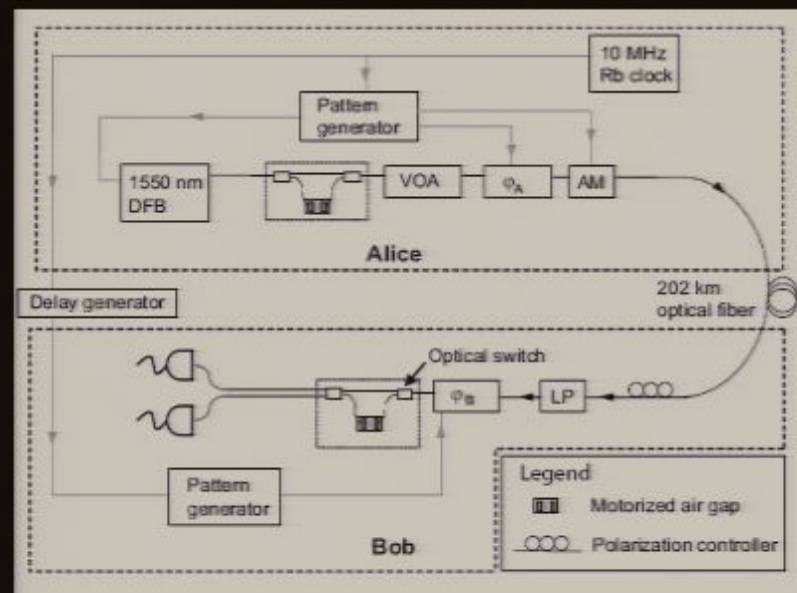 10 MHz
Rb clock
Pattern
generator
1550 nm
DFB
VOA
φA
AM
Alice
202 km
optical fiber
Delay generator
Optical switch
φB
LP
Pattern
generator
Bob
Legend
Motorized air gap
Polarization controller